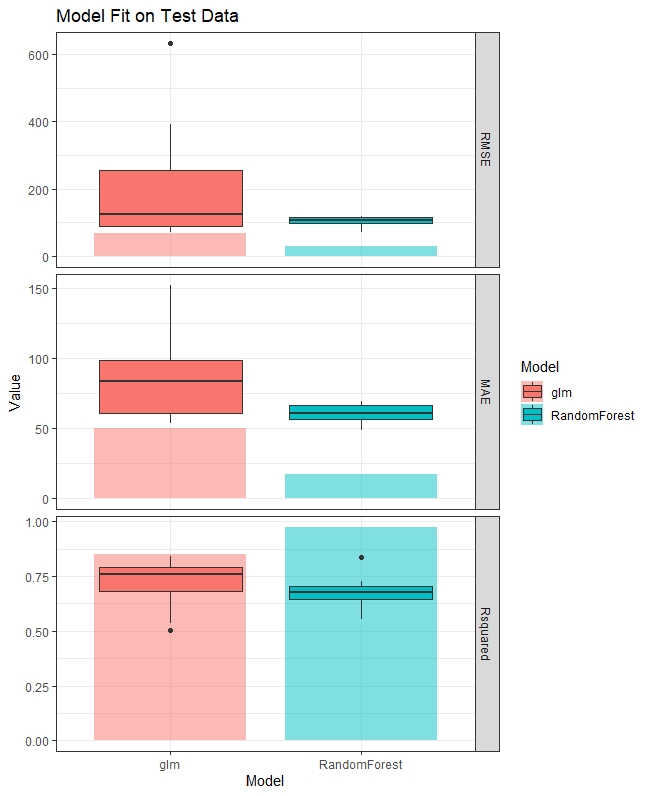 Model Fit on Test Data
600
400
200
0
RMSE
150
100
50
0
MAE
1.00
0.75
0.50
0.25
0.00
Rsquared
Value
glm
RandomForest
Model
Model
glm
RandomForest